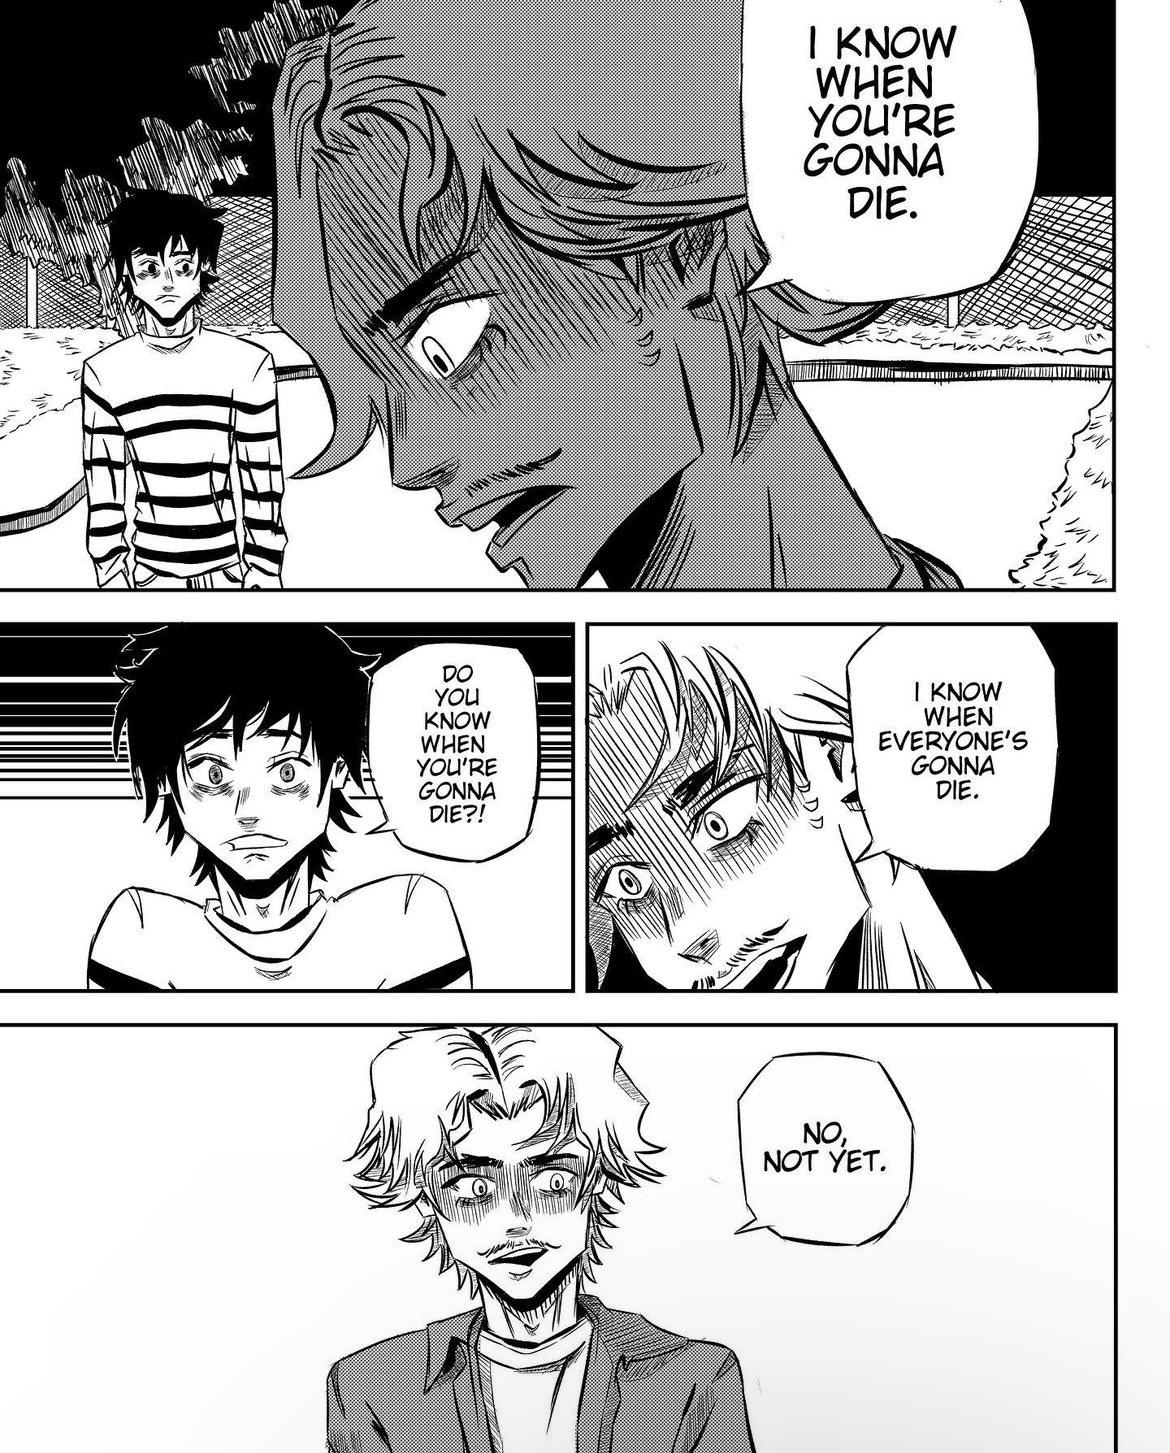 I KNOW
WHEN
YOU'RE
GONNA
DIE.
I KNOW
WHEN
EVERYONE'S
GONNA
DIE.
DO
YOU
KNOW
WHEN
YOU'RE
GONNA
DIE?!
NO,
NOT YET.